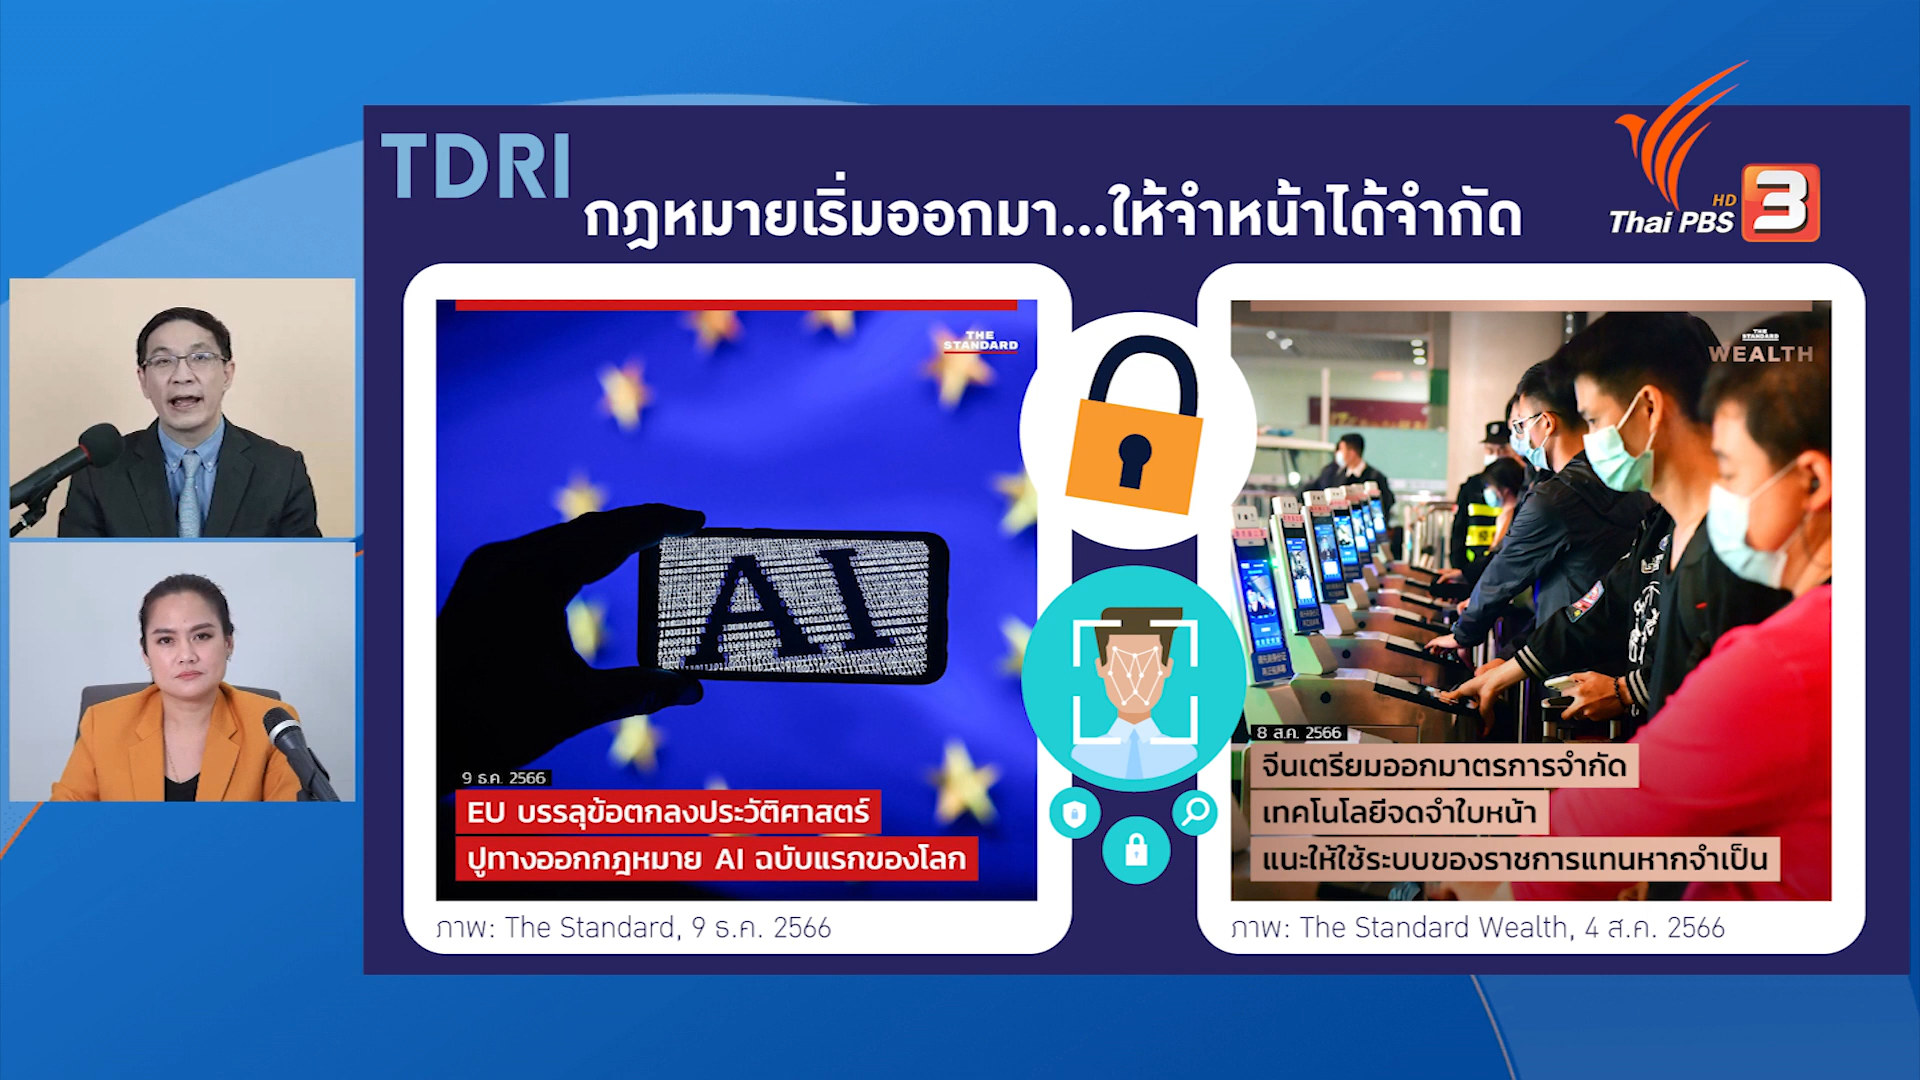 TDRI
กฎหมายเริ่มออกมา...ให้จำหน้าได้จำกัด
HD
Thai PBS 3
THE
STANDARD
AI
9 ธ.ค. 2566
EU บรรลุข้อตกลงประวัติศาสตร์
ปูทางออกกฎหมาย AI ฉบับแรกของโลก
ภาพ: The Standard, 9 ธ.ค. 2566
THE
STANDARD
WEALTH
8 ส.ค. 2566
จีนเตรียมออกมาตรการจำกัด
เทคโนโลยีจดจำใบหน้า
แนะให้ใช้ระบบของราชการแทนหากจำเป็น
ภาพ: The Standard Wealth, 4 ส.ค. 2566